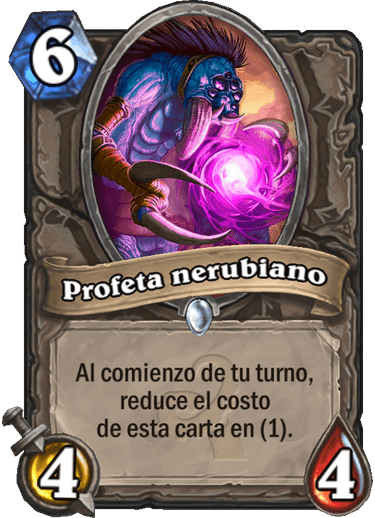 6
Profeta nerubiano
Al comienzo de tu turno,
reduce el costo
de esta carta en (1).
4
4